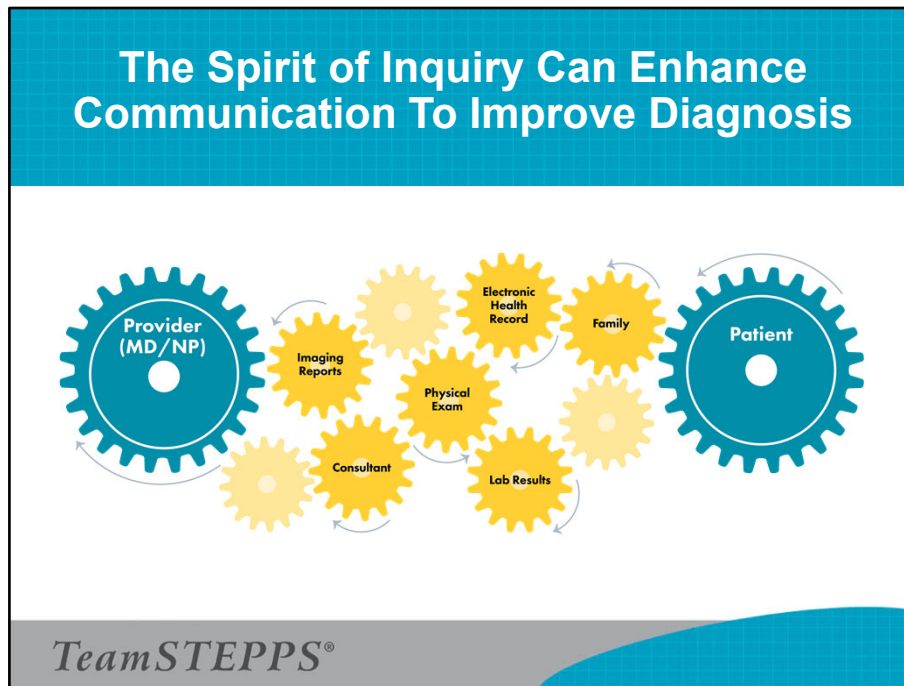 The Spirit of Inquiry Can Enhance
Communication To Improve Diagnosis
Provider
(MD/NP)
Imaging
Reports
Electronic
Health
Record
Family
Patient
Physical
Exam
Consultant
Lab Results
TeamSTEPPS®